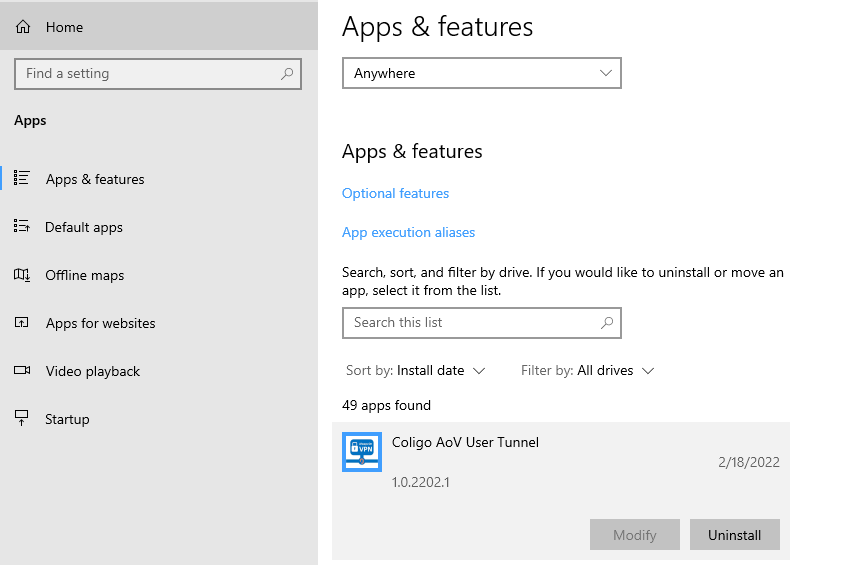 Home
Find a setting
Apps
Apps & features
Default apps
Offline maps
Apps for websites
Video playback
Startup
Apps & features
Anywhere
Apps & features
Optional features
App execution aliases
Search, sort, and filter by drive. If you would like to uninstall or move an
app, select it from the list.
Search this list
Sort by: Install date
Filter by: All drives
49 apps found
VPN
Coligo AoV User Tunnel
2/18/2022
1.0.2202.1
Modify
Uninstall